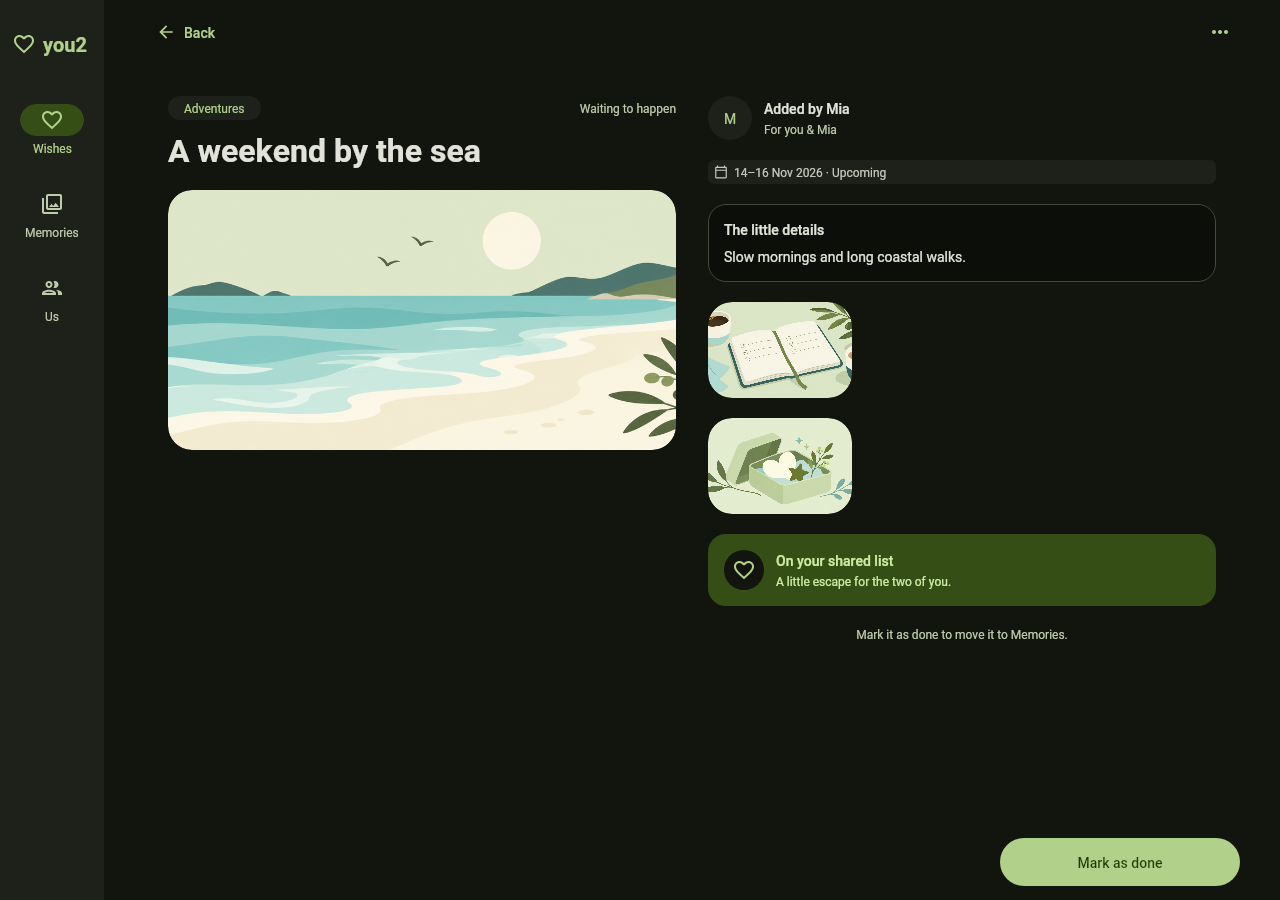 you2
Wishes
Memories
Us
Back
Adventures
Waiting to happen
A weekend by the sea
M
Added by Mia
For you & Mia
14–16 Nov 2026 · Upcoming
The little details
Slow mornings and long coastal walks.
On your shared list
A little escape for the two of you.
Mark it as done to move it to Memories.
Mark as done